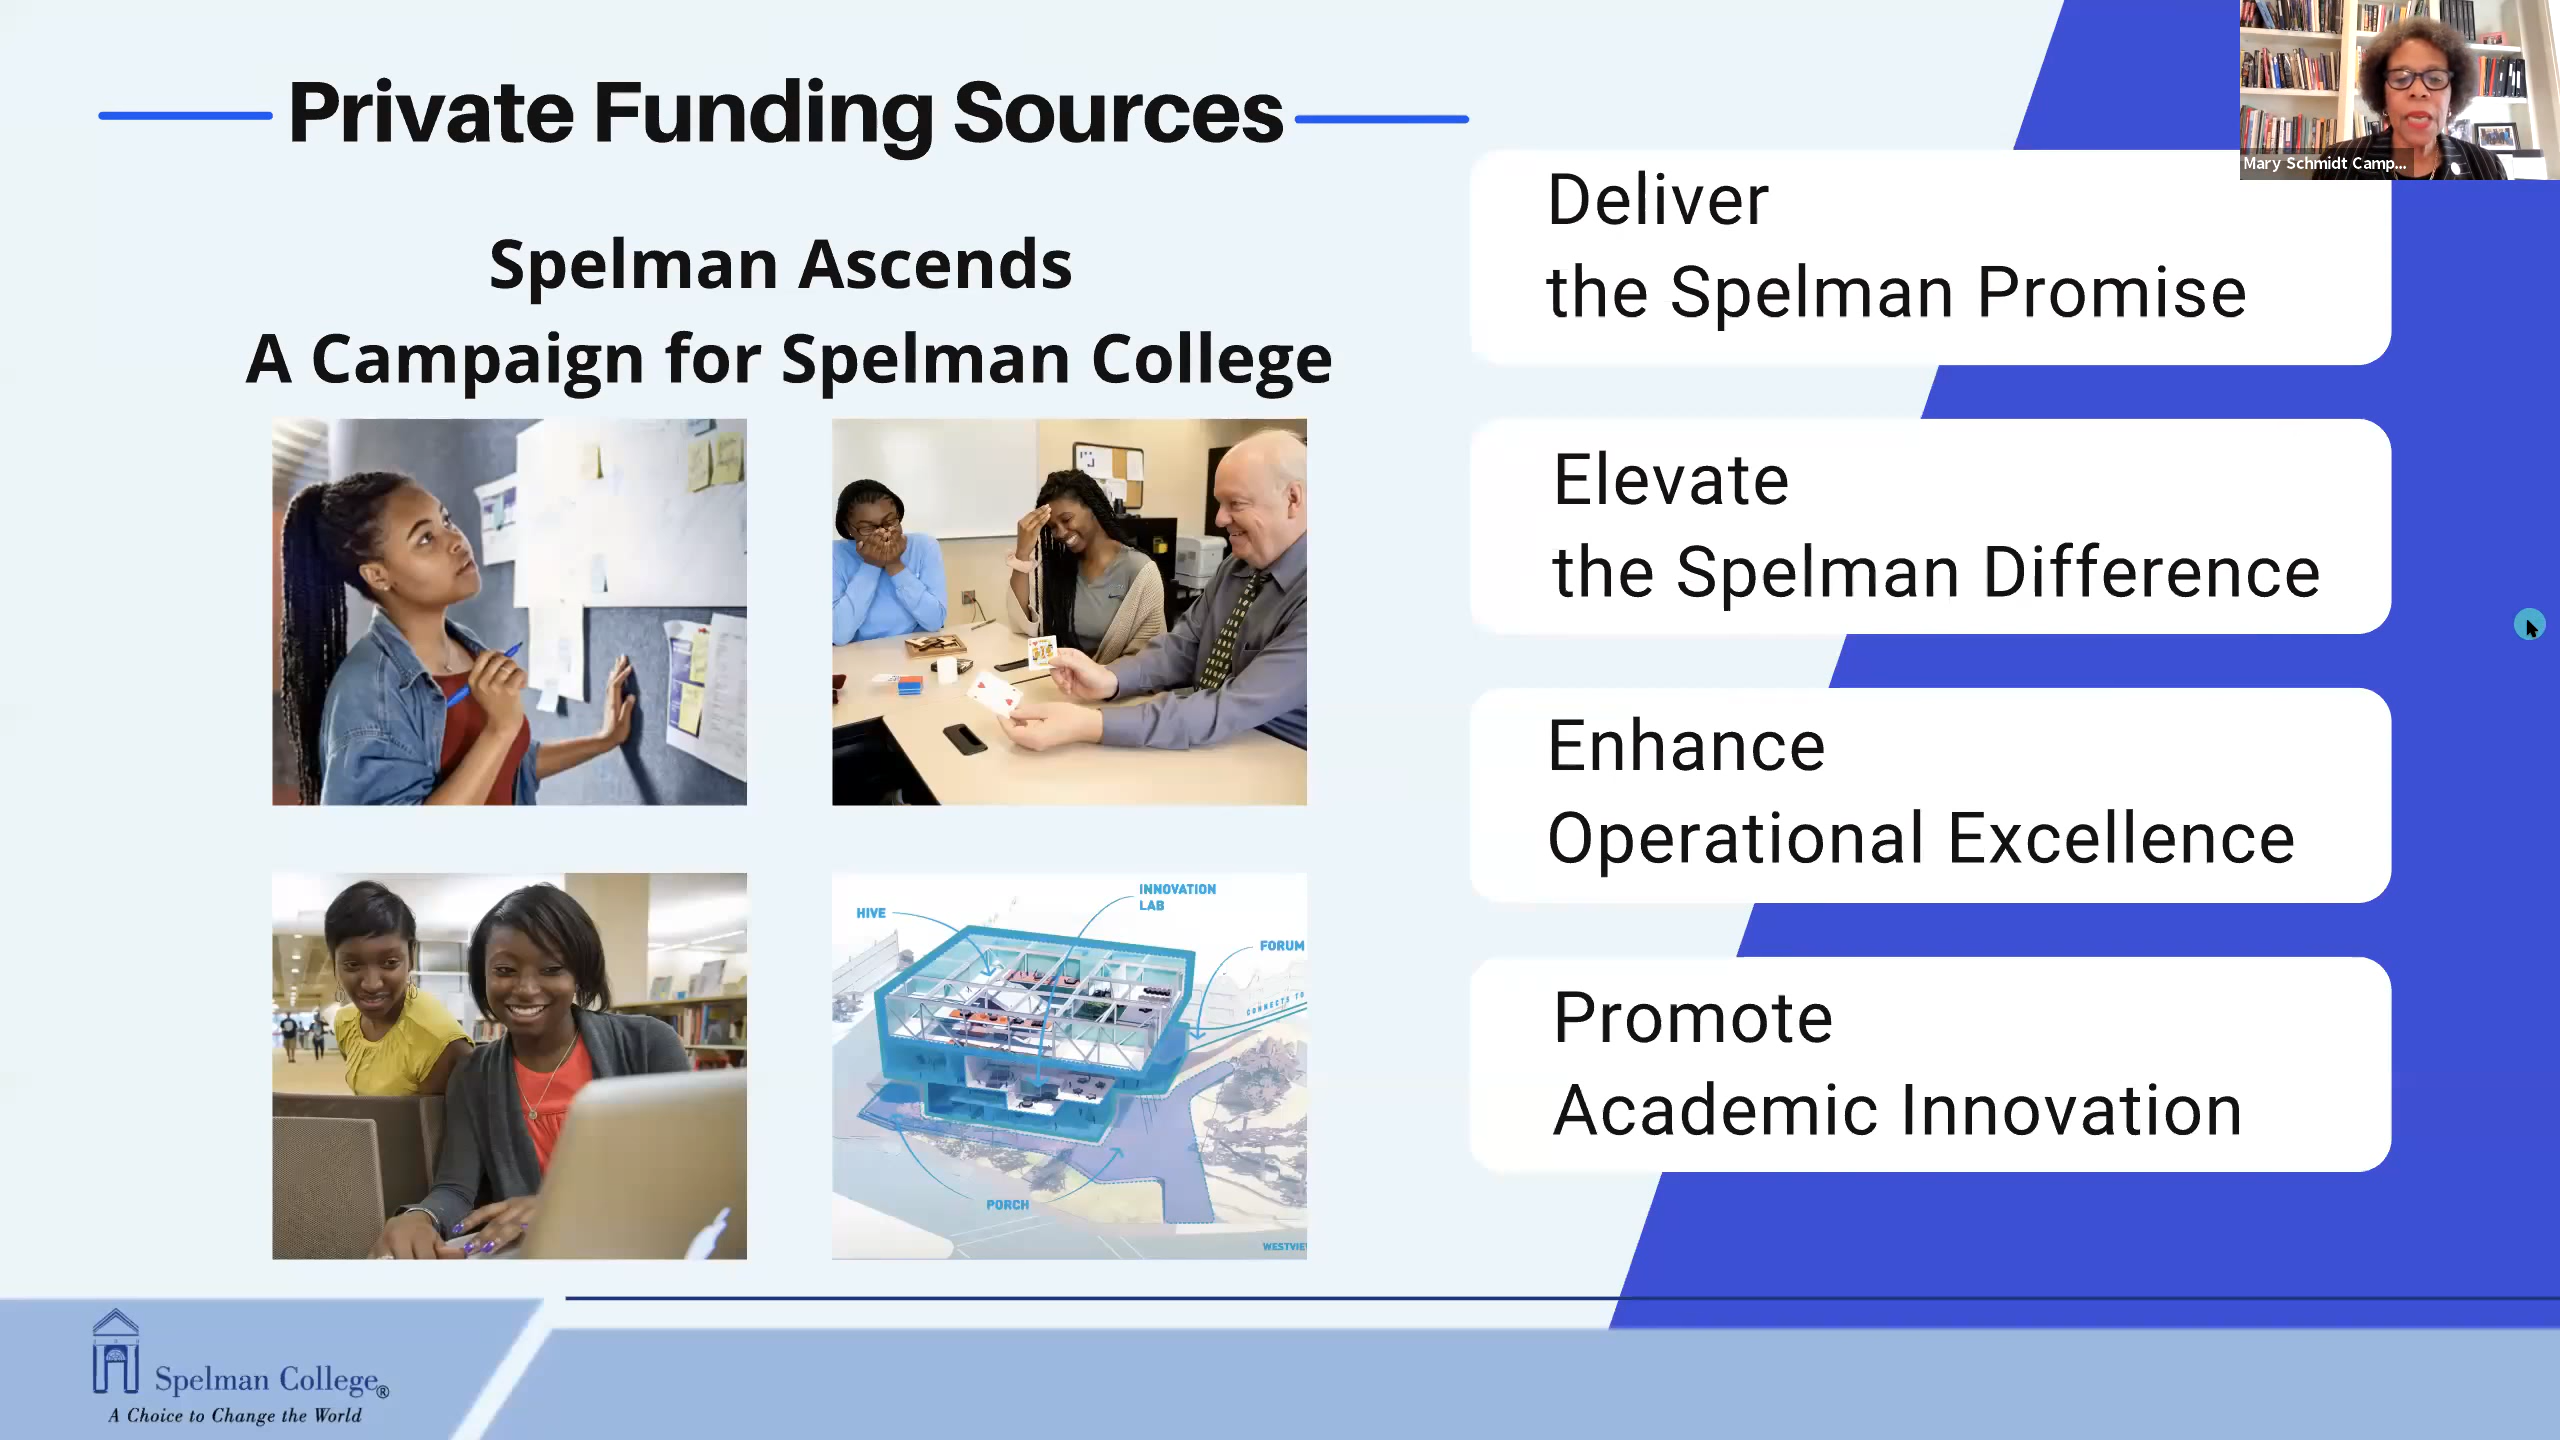 Private Funding Sources
Spelman Ascends
A Campaign for Spelman College
Mary Schmidt Camp...
Deliver
the Spelman Promise
Elevate
the Spelman Difference
Enhance
Operational Excellence
Promote
Academic Innovation
HIVE
INNOVATION
LAB
FORUM
CONNECTS TO
PORCH
WESTVIE
Spelman College®
A Choice to Change the World